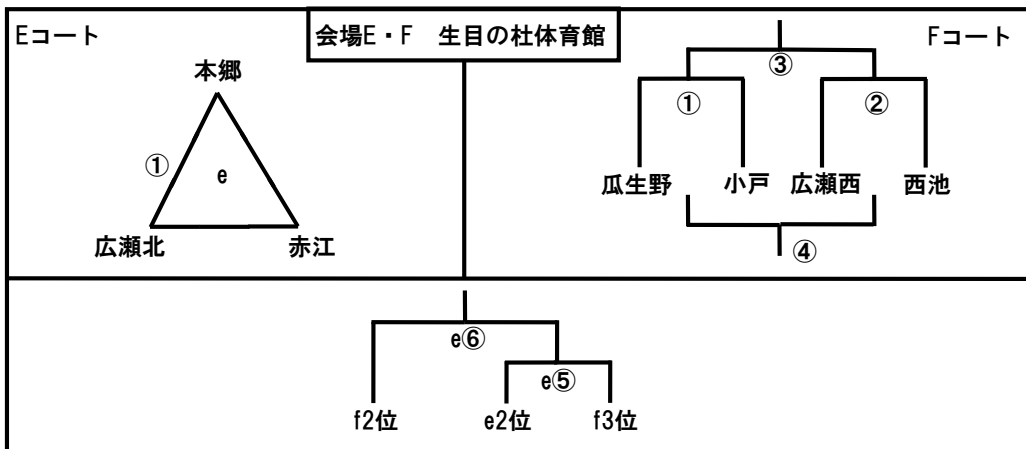 Eコート
会場E・F 生目の杜体育館
Fコート
本郷
①
e
広瀬北
赤江
③
①
②
瓜生野
小戸
広瀬西
西池
④
e⑥
e⑤
f2位
e2位
f3位